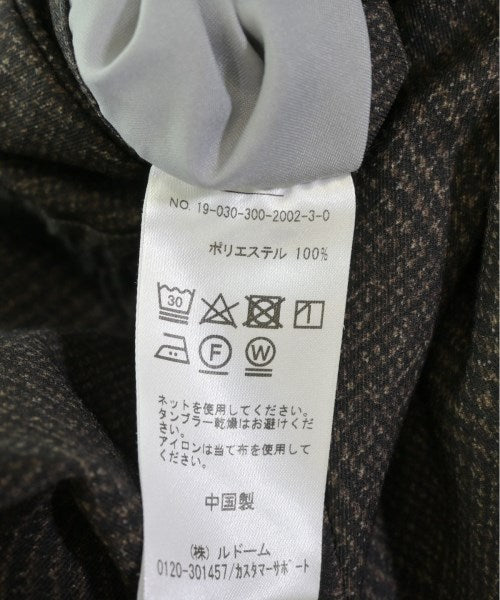 NO. 19-030-300-2002-3-0
ポリエステル 100%
30
F W
ネットを使用してください。
タンブラー乾燥はお避けくだ
さい。
アイロンは当て布を使用して
ください。
中国製
(株) ルドーム
0120-301457/カスタマーサポート